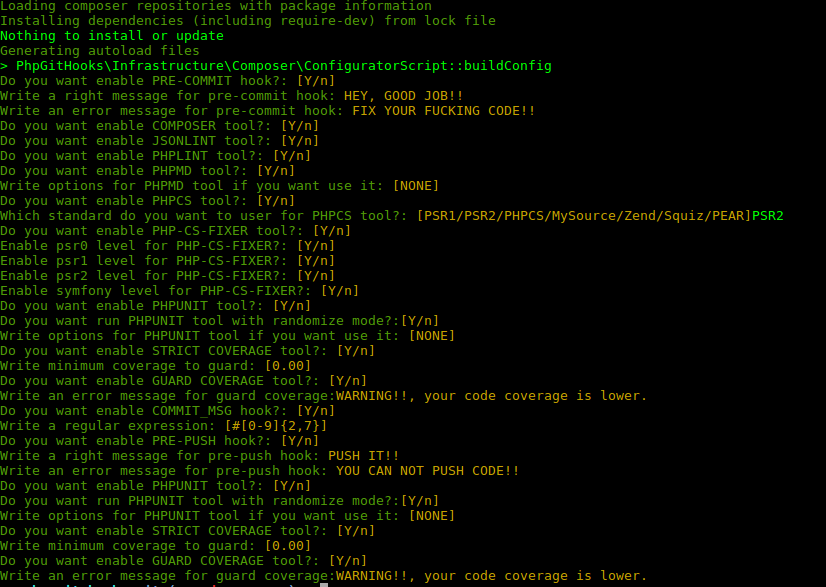 Loading composer repositories with package information
Installing dependencies (including require-dev) from lock file
Nothing to install or update
Generating autoload files
> PhpGitHooks\Infrastructure\Composer\ConfiguratorScript::buildConfig
Do you want enable PRE-COMMIT hook?: [Y/n]
Write a right message for pre-commit hook: HEY, GOOD JOB!!
Write an error message for pre-commit hook: FIX YOUR FUCKING CODE!!
Do you want enable COMPOSER tool?: [Y/n]
Do you want enable JSONLINT tool?: [Y/n]
Do you want enable PHPLINT tool?: [Y/n]
Do you want enable PHPMD tool?: [Y/n]
Write options for PHPMD tool if you want use it: [NONE]
Do you want enable PHPCS tool?: [Y/n]
Which standard do you want to user for PHPCS tool?: [PSR1/PSR2/PHPCS/MySource/Zend/Squiz/PEAR]PSR2
Do you want enable PHP-CS-FIXER tool?: [Y/n]
Enable psr0 level for PHP-CS-FIXER?: [Y/n]
Enable psr1 level for PHP-CS-FIXER?: [Y/n]
Enable psr2 level for PHP-CS-FIXER?: [Y/n]
Enable symfony level for PHP-CS-FIXER?: [Y/n]
Do you want enable PHPUNIT tool?: [Y/n]
Do you want run PHPUNIT tool with randomize mode?:[Y/n]
Write options for PHPUNIT tool if you want use it: [NONE]
Do you want enable STRICT COVERAGE tool?: [Y/n]
Write minimum coverage to guard: [0.00]
Do you want enable GUARD COVERAGE tool?: [Y/n]
Write an error message for guard coverage:WARNING!!, your code coverage is lower.
Do you want enable COMMIT_MSG hook?: [Y/n]
Write a regular expression: [#[0-9]{2,7}]
Do you want enable PRE-PUSH hook?: [Y/n]
Write a right message for pre-push hook: PUSH IT!!
Write an error message for pre-push hook: YOU CAN NOT PUSH CODE!!
Do you want enable PHPUNIT tool?: [Y/n]
Do you want run PHPUNIT tool with randomize mode?:[Y/n]
Write options for PHPUNIT tool if you want use it: [NONE]
Do you want enable STRICT COVERAGE tool?: [Y/n]
Write minimum coverage to guard: [0.00]
Do you want enable GUARD COVERAGE tool?: [Y/n]
Write an error message for guard coverage:WARNING!!, your code coverage is lower.